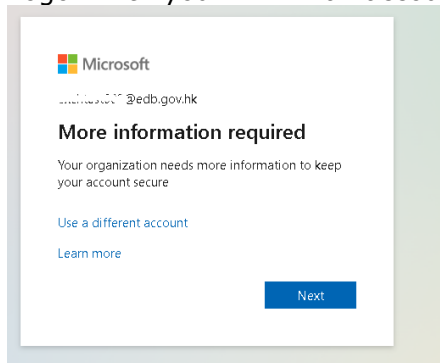 Microsoft
@edb.gov.hk
More information required
Your organization needs more information to keep
your account secure
Use a different account
Learn more
Next